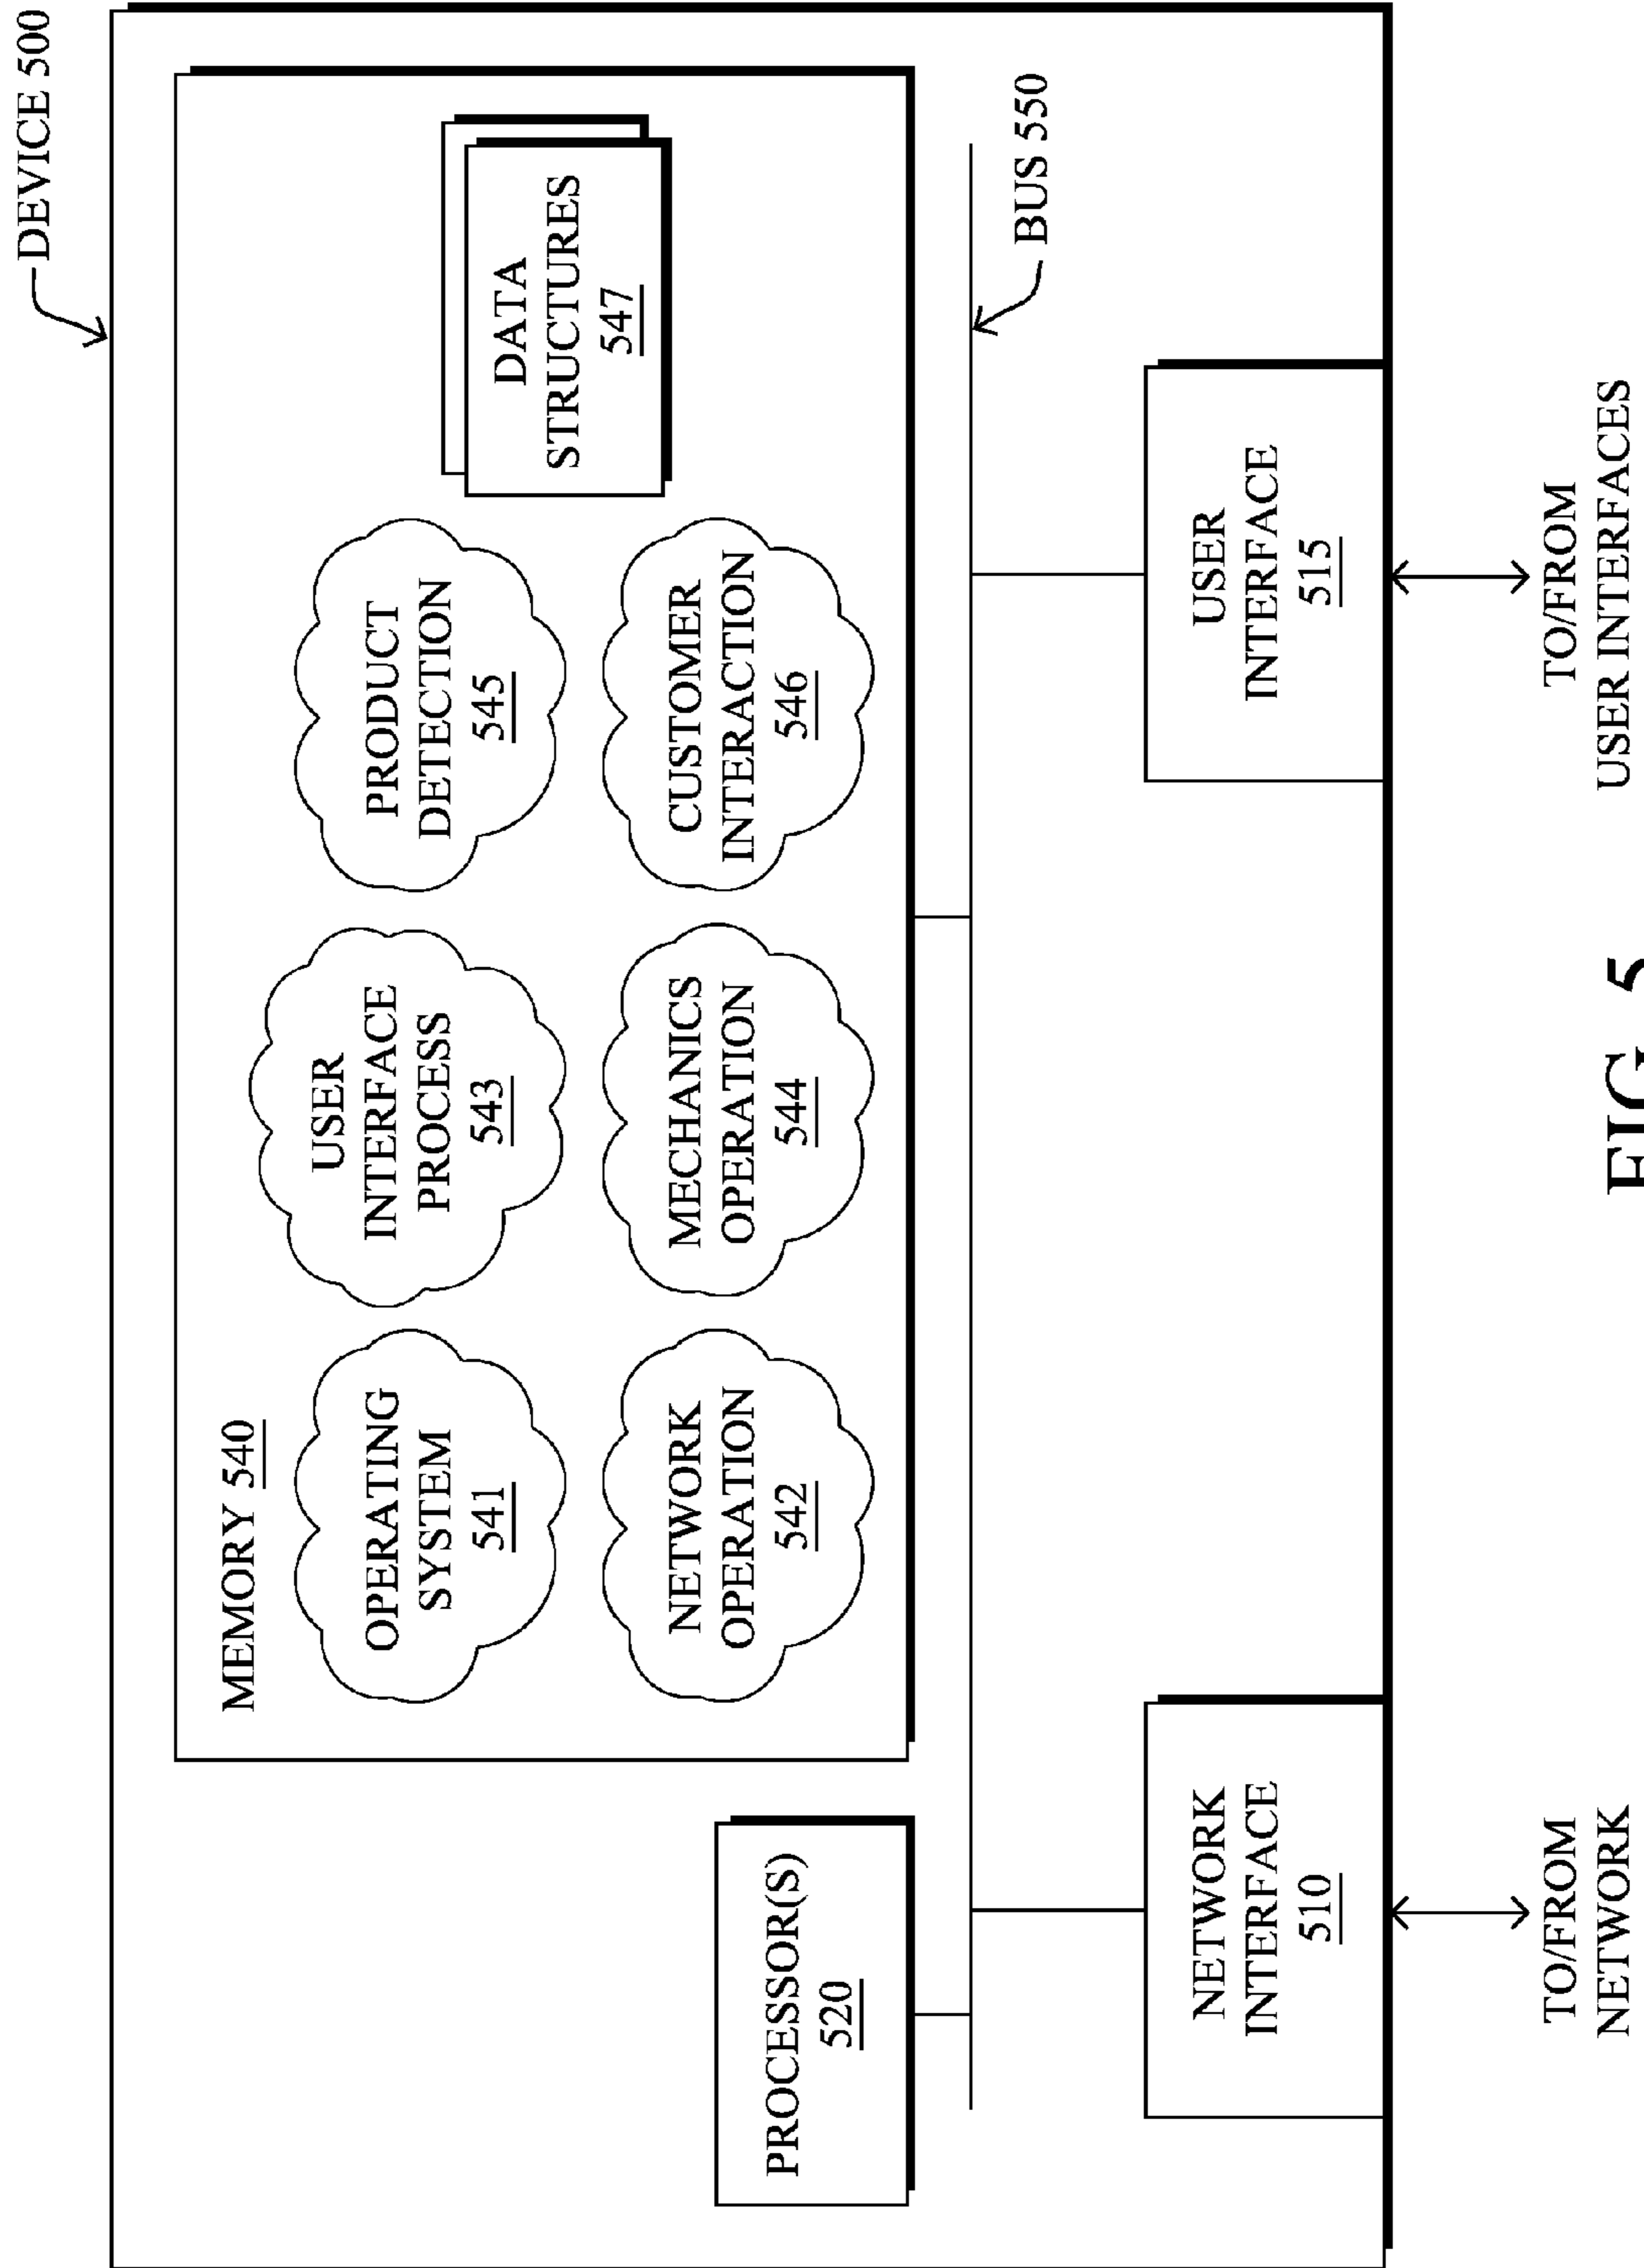 DEVICE 500
MEMORY 540
OPERATING
SYSTEM
541
USER
INTERFACE
PROCESS
543
PRODUCT
DETECTION
545
DATA
STRUCTURES
547
NETWORK
OPERATION
542
MECHANICS
OPERATION
544
CUSTOMER
INTERACTION
546
PROCESSOR(S)
520
BUS 550
NETWORK
INTERFACE
510
USER
INTERFACE
515
TO/FROM
NETWORK
TO/FROM
USER INTERFACES
FIG. 5